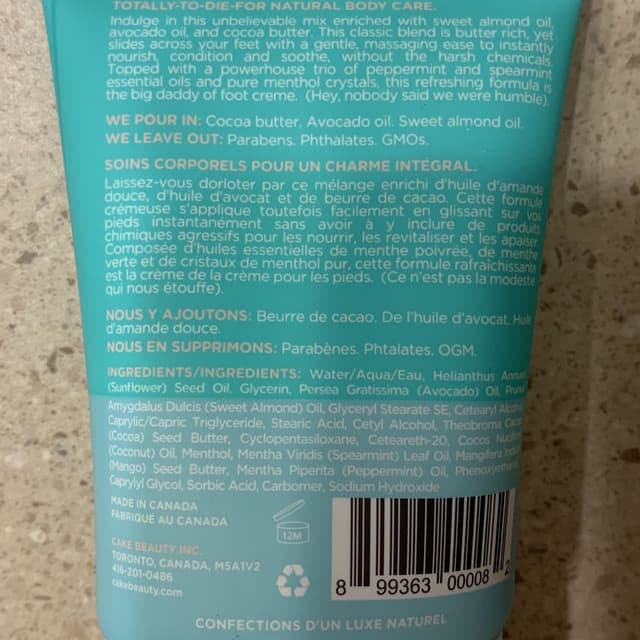 TOTALLY-TO-DIE-FOR NATURAL BODY CARE.
Indulge in this unbelievable mix enriched with sweet almond oil,
avocado oil, and cocoa butter. This classic blend is butter rich, yet
slides across your feet with a gentle, massaging ease to instantly
nourish, condition and soothe, without the harsh chemicals.
Topped with a powerhouse trio of peppermint and spearmint
essential oils and pure menthol crystals, this refreshing formula is
the big daddy of foot creme. (Hey, nobody said we were humble).
WE POUR IN: Cocoa butter. Avocado oil. Sweet almond oil.
WE LEAVE OUT: Parabens. Phthalates. GMOs.
SOINS CORPORELS POUR UN CHARME INTÉGRAL.
Laissez-vous dorloter par ce mélange enrichi d'huile d'amande
douce, d'huile d'avocat et de beurre de cacao. Cette formule
crémeuse s'applique toutefois facilement en glissant sur vos
pieds instantanément sans avoir à y inclure de produits
chimiques agressifs pour les nourrir, les revitaliser et les apaiser.
Composée d'huiles essentielles de menthe poivrée, de menthe
verte et de cristaux de menthol pur, cette formule rafraîchissante
est la crème de la creme pour les pieds. (Ce n'est pas la modestie
qui nous étouffe).
NOUS Y AJOUTONS: Beurre de cacao. De l'huile d'avocat. Huile
d'amande douce.
NOUS EN SUPPRIMONS: Parabènes. Phtalates. OGM.
INGREDIENTS/INGRÉDIENTS: Water/Aqua/Eau, Helianthus
(Sunflower) Seed Oil, Glycerin, Persea Gratissima (Avocado) Oil, Prunus
Amygdalus Dulcis (Sweet Almond) Oil, Glyceryl Stearate SE, Cetearyl Alcohol,
Caprylic/Capric Triglyceride, Stearic Acid, Cetyl Alcohol, Theobroma Cacao
(Cocoa) Seed Butter, Cyclopentasiloxane, Ceteareth-20, Cocos Nucifera
(Coconut) Oil, Menthol, Mentha Viridis (Spearmint) Leaf Oil, Mangifera Indica
(Mango) Seed Butter, Mentha Piperita (Peppermint) Oil, Phenoxyethanol,
Caprylyl Glycol, Sorbic Acid, Carbomer, Sodium Hydroxide
MADE IN CANADA
FABRIQUÉ AU CANADA
12M
CAKE BEAUTY INC.
TORONTO, CANADA, M5A1V2
416-201-0486
cakebeauty.com
8 99363 00008 2
CONFECTIONS D'UN LUXE NATUREL